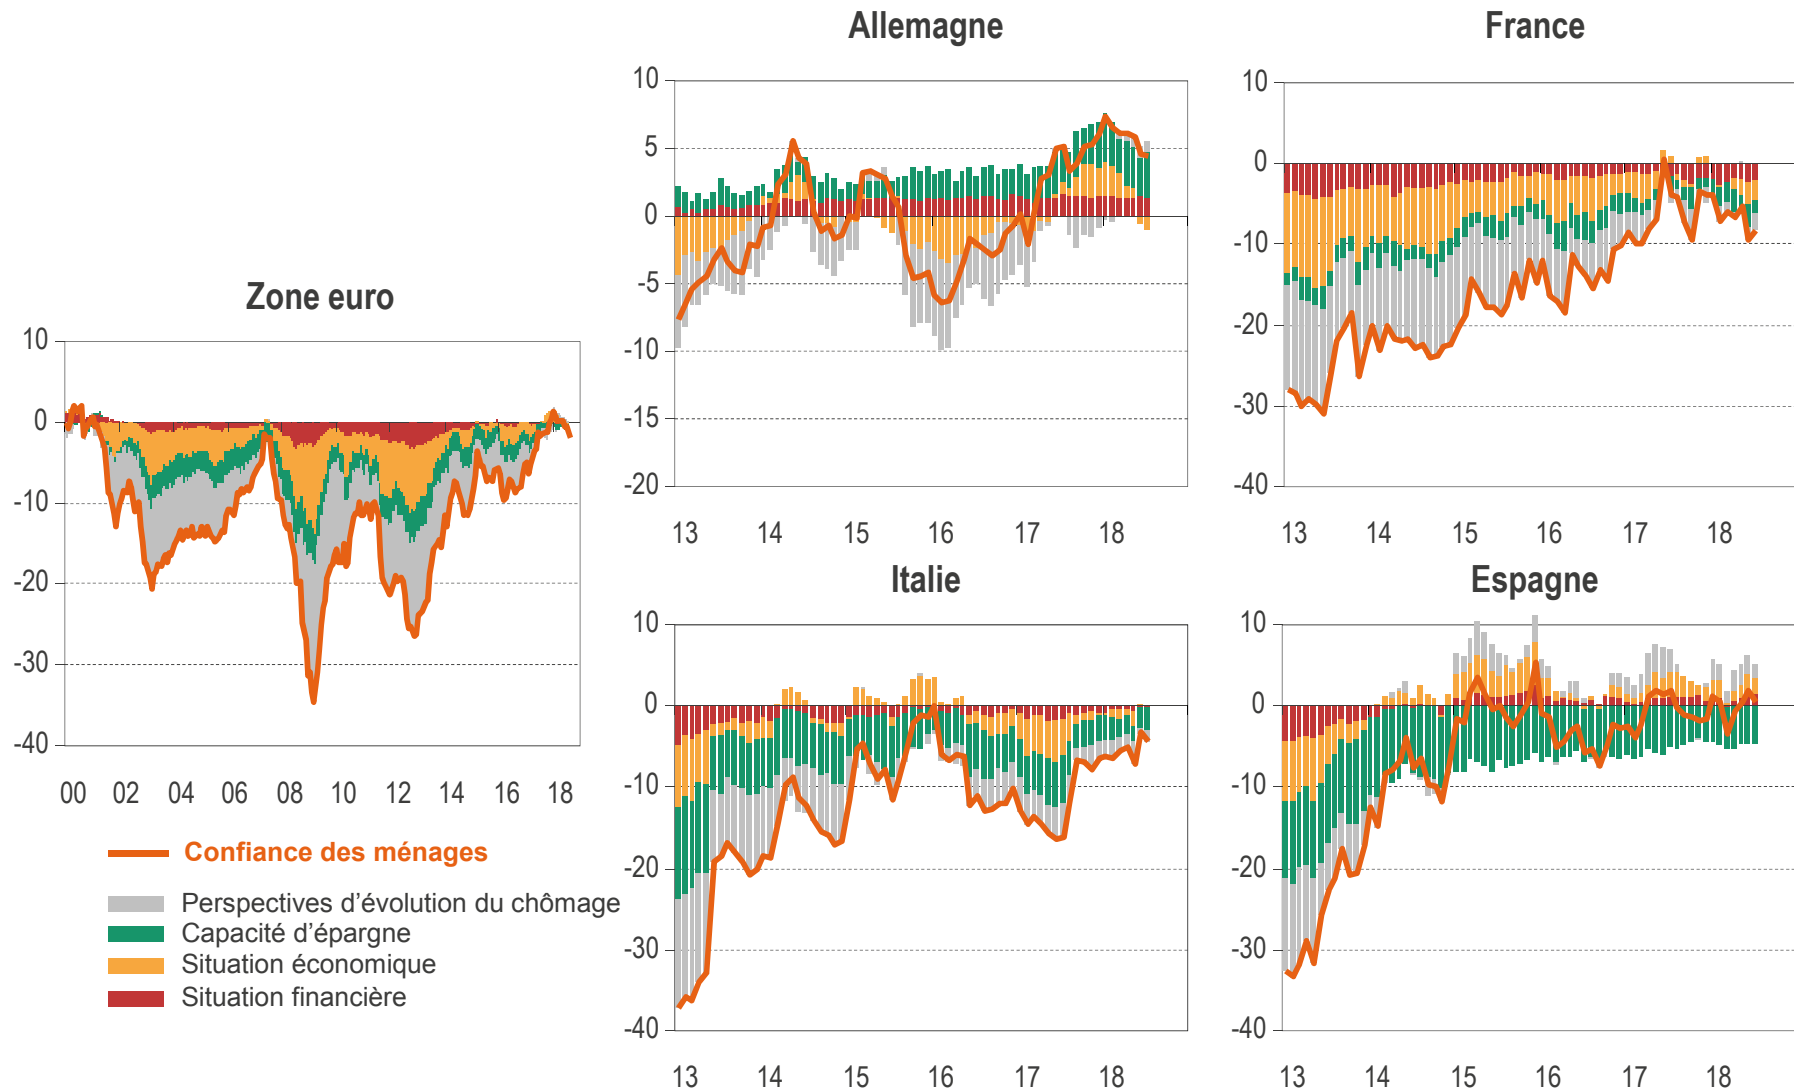 Allemagne
France
10
5
0
-5
-10
-15
-20
13 14 15 16 17 18
10
0
-10
-20
-30
-40
13 14 15 16 17 18
Zone euro
10
0
-10
-20
-30
-40
00 02 04 06 08 10 12 14 16 18
Confiance des ménages
Perspectives d’évolution du chômage
Capacité d’épargne
Situation économique
Situation financière
Italie
Espagne
10
0
-10
-20
-30
-40
13 14 15 16 17 18
10
0
-10
-20
-30
-40
13 14 15 16 17 18